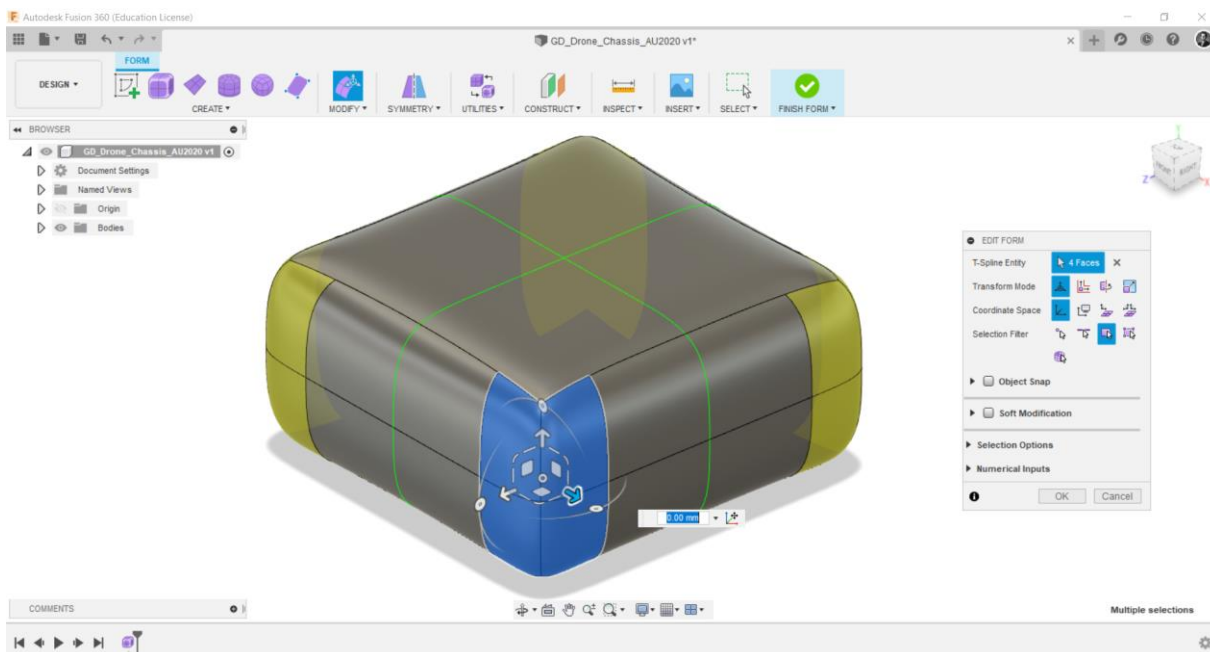 Autodesk Fusion 360 (Education License)
GD_Drone_Chassis_AU2020 v1*
FORM
DESIGN
CREATE
MODIFY
SYMMETRY
UTILITIES
CONSTRUCT
INSPECT
INSERT
SELECT
FINISH FORM
BROWSER
GD_Drone_Chassis_AU2020 v1
Document Settings
Named Views
Origin
Bodies
Y
Z
X
FRONT
RIGHT
EDIT FORM
T-Spline Entity 4 Faces
Transform Mode
Coordinate Space
Selection Filter
Object Snap
Soft Modification
Selection Options
Numerical Inputs
OK Cancel
0.00 mm
COMMENTS
Multiple selections